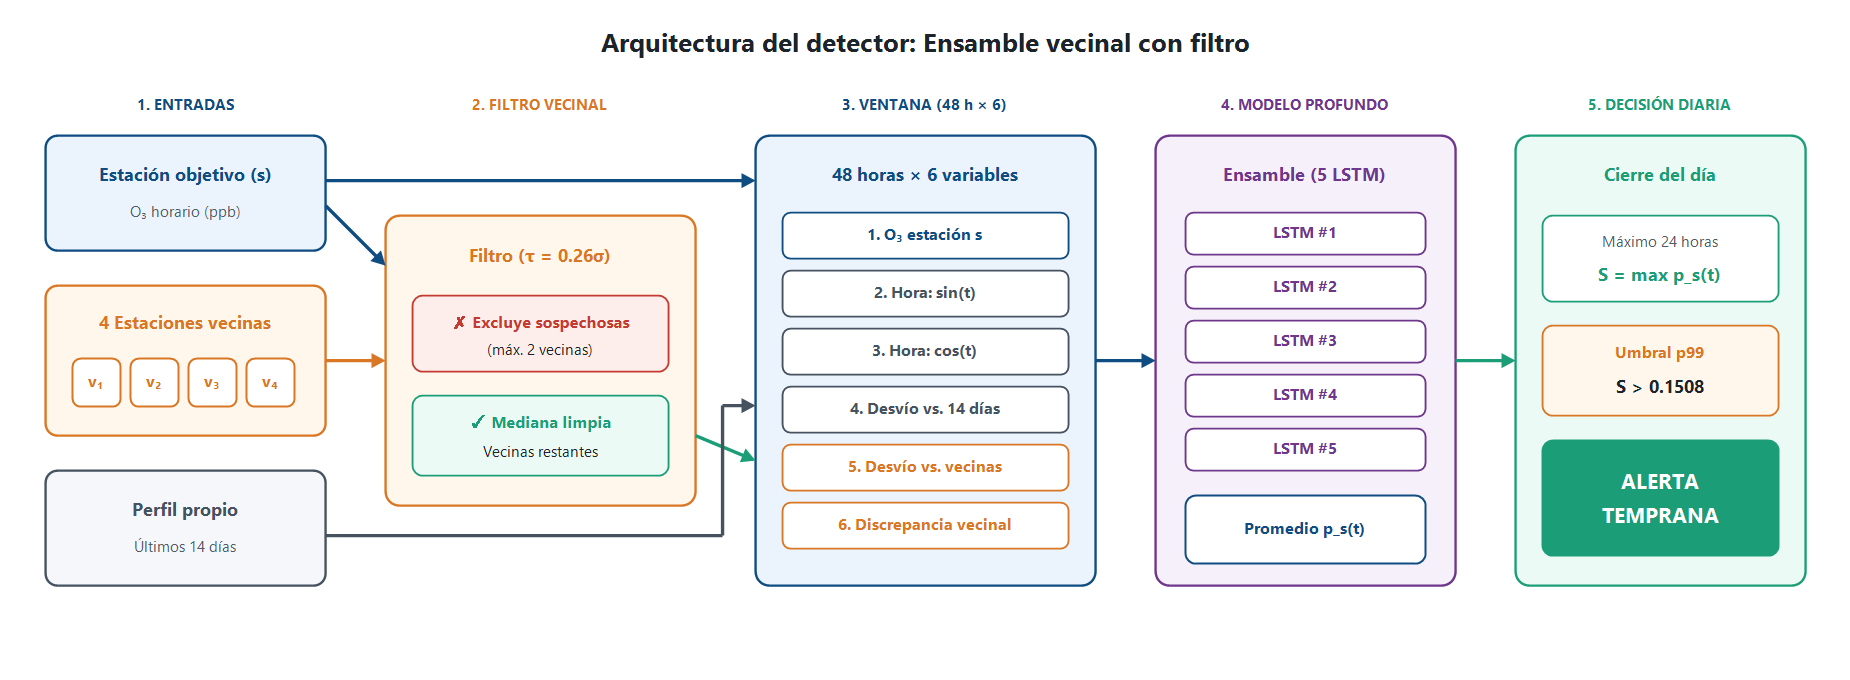 Arquitectura del detector: Ensamble vecinal con filtro
1. ENTRADAS
Estación objetivo (s)
O₃ horario (ppb)
4 Estaciones vecinas
v₁ v₂ v₃ v₄
Perfil propio
Últimos 14 días
2. FILTRO VECINAL
Filtro (τ = 0.26σ)
✗ Excluye sospechosas
(máx. 2 vecinas)
✓ Mediana limpia
Vecinas restantes
3. VENTANA (48 h × 6)
48 horas × 6 variables
1. O₃ estación s
2. Hora: sin(t)
3. Hora: cos(t)
4. Desvío vs. 14 días
5. Desvío vs. vecinas
6. Discrepancia vecinal
4. MODELO PROFUNDO
Ensamble (5 LSTM)
LSTM #1
LSTM #2
LSTM #3
LSTM #4
LSTM #5
Promedio p_s(t)
5. DECISIÓN DIARIA
Cierre del día
Máximo 24 horas
S = max p_s(t)
Umbral p99
S > 0.1508
ALERTA
TEMPRANA